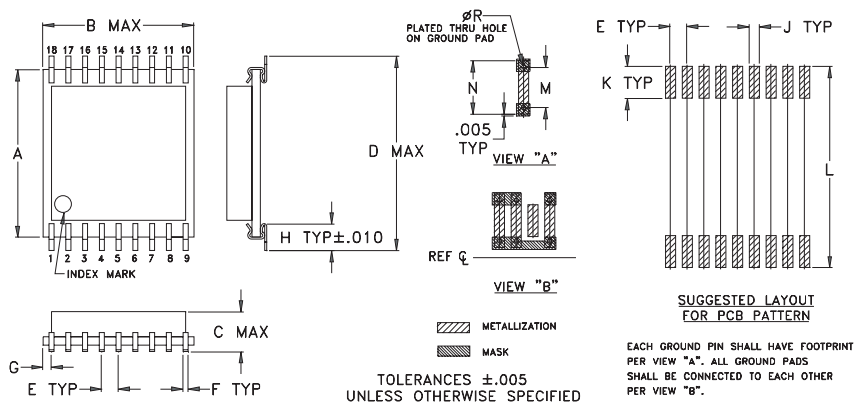 B MAX
18 17 16 15 14 13 12 11 10
A
1 2 3 4 5 6 7 8 9
INDEX MARK
D MAX
H TYP±.010
C MAX
G
E TYP
F TYP
øR
PLATED THRU HOLE
ON GROUND PAD
N
M
.005
TYP
VIEW "A"
REF ℄
VIEW "B"
METALLIZATION
MASK
TOLERANCES ±.005
UNLESS OTHERWISE SPECIFIED
E TYP
J TYP
K TYP
L
SUGGESTED LAYOUT
FOR PCB PATTERN
EACH GROUND PIN SHALL HAVE FOOTPRINT
PER VIEW "A". ALL GROUND PADS
SHALL BE CONNECTED TO EACH OTHER
PER VIEW "B".